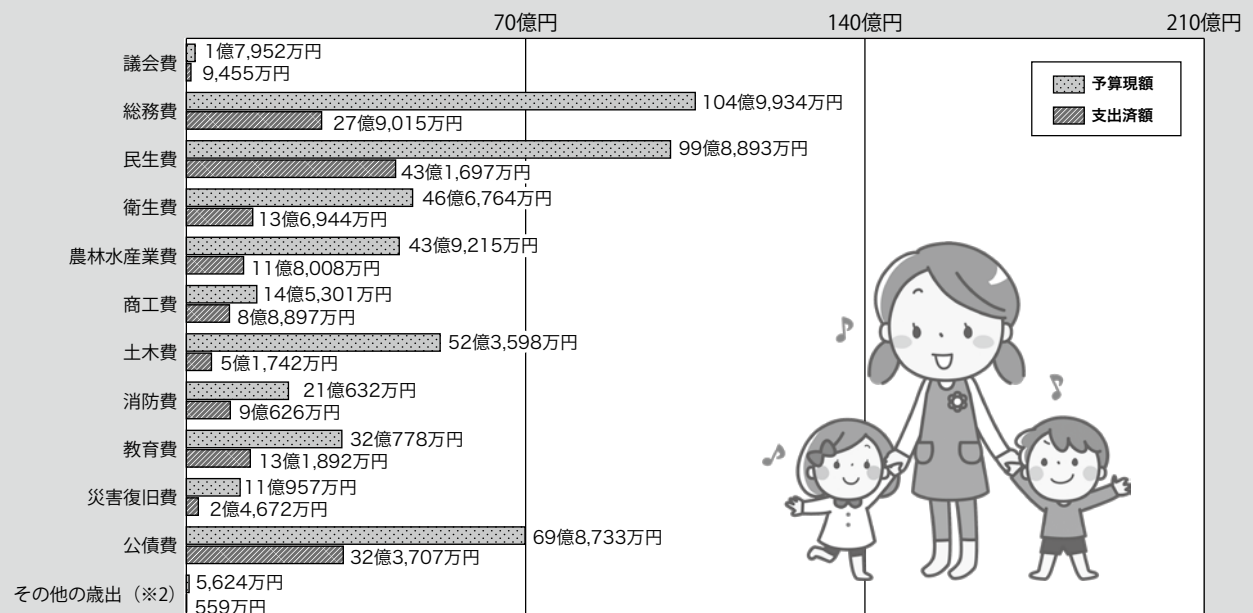 70億円 140億円 210億円
予算現額
支出済額
議会費 1億7,952万円
9,455万円
総務費 104億9,934万円
27億9,015万円
民生費 99億8,893万円
43億1,697万円
衛生費 46億6,764万円
13億6,944万円
農林水産業費 43億9,215万円
11億8,008万円
商工費 14億5,301万円
8億8,897万円
土木費 52億3,598万円
5億1,742万円
消防費 21億632万円
9億626万円
教育費 32億778万円
13億1,892万円
災害復旧費 11億957万円
2億4,672万円
公債費 69億8,733万円
32億3,707万円
その他の歳出（※2） 5,624万円
559万円